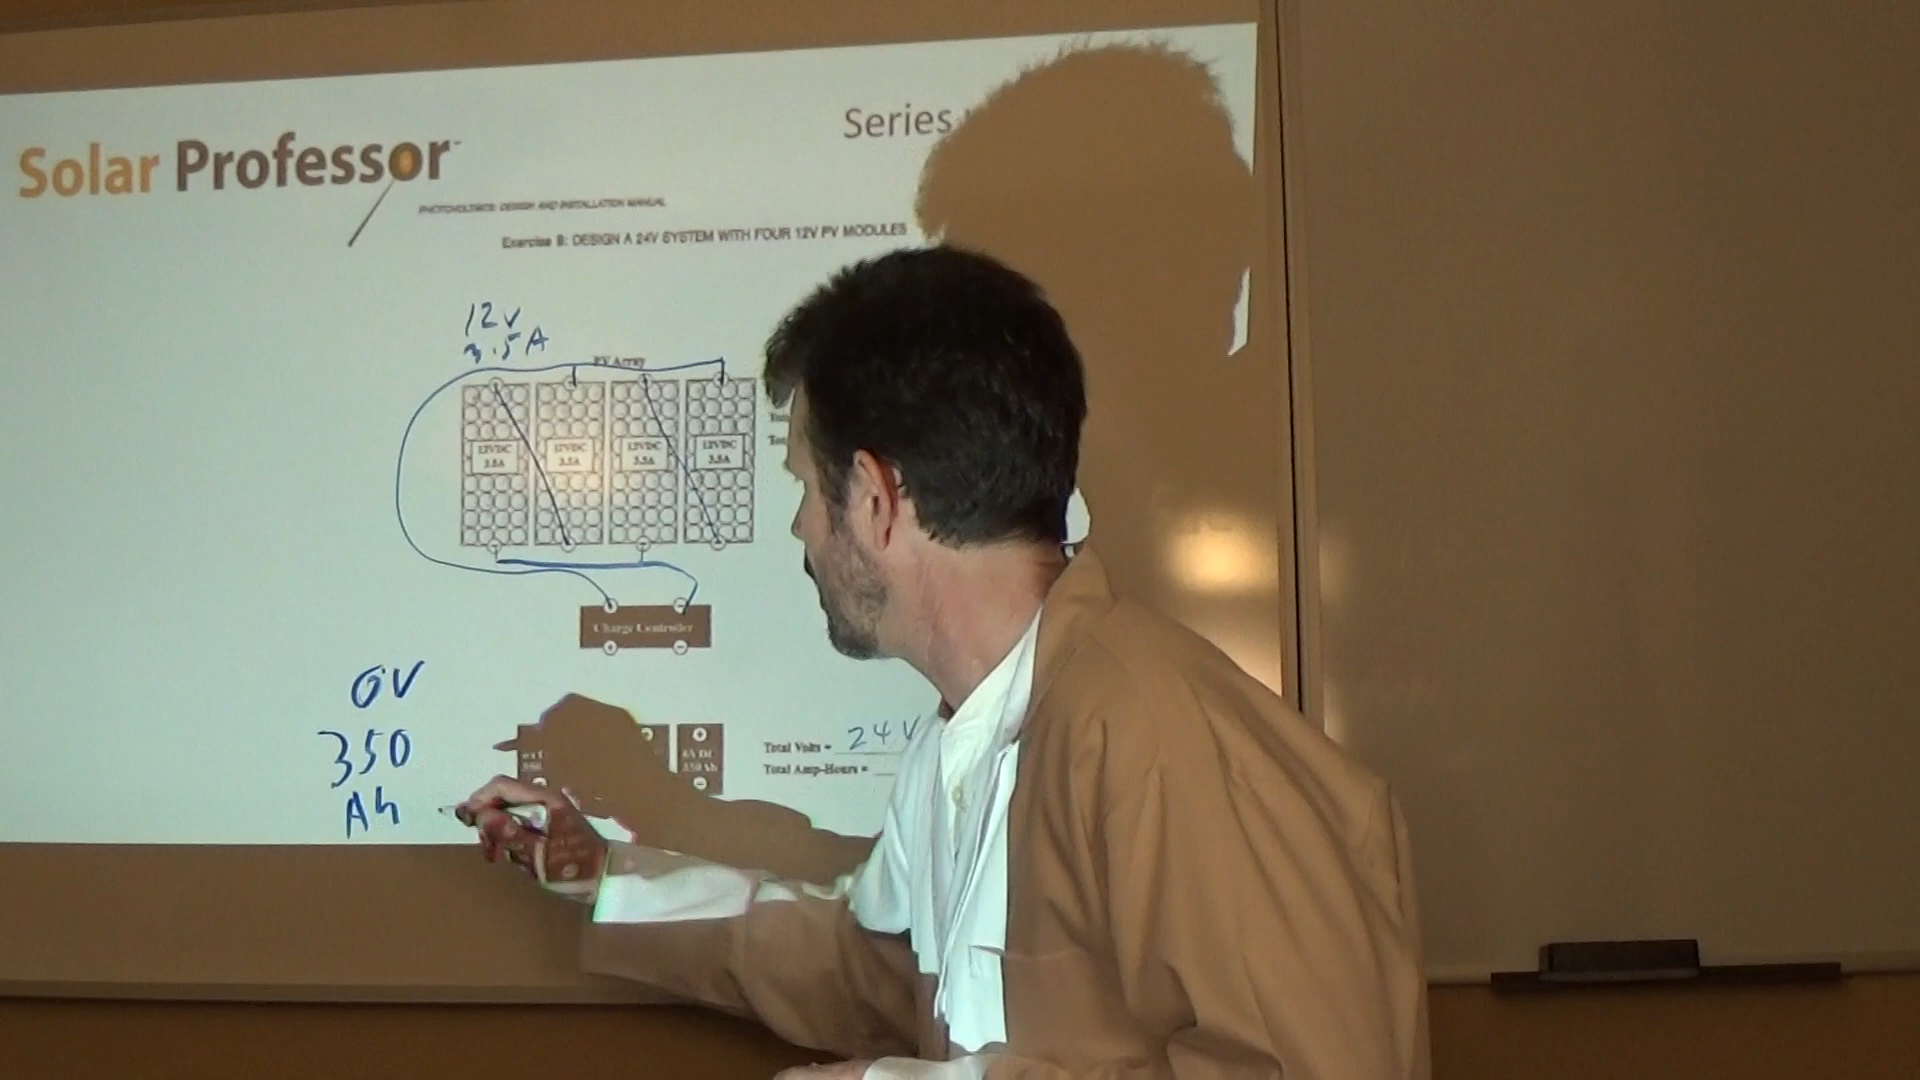 Solar Professor
Series
PHOTOVOLTAICS: DESIGN AND INSTALLATION MANUAL
Exercise B: DESIGN A 24V SYSTEM WITH FOUR 12V PV MODULES
12V
3.5A
PV Array
12VDC
3.5A
12VDC
3.5A
12VDC
3.5A
12VDC
3.5A
Charge Controller
6V
350
Ah
6V DC
350 Ah
Total Volts = 24V
Total Amp-Hours =